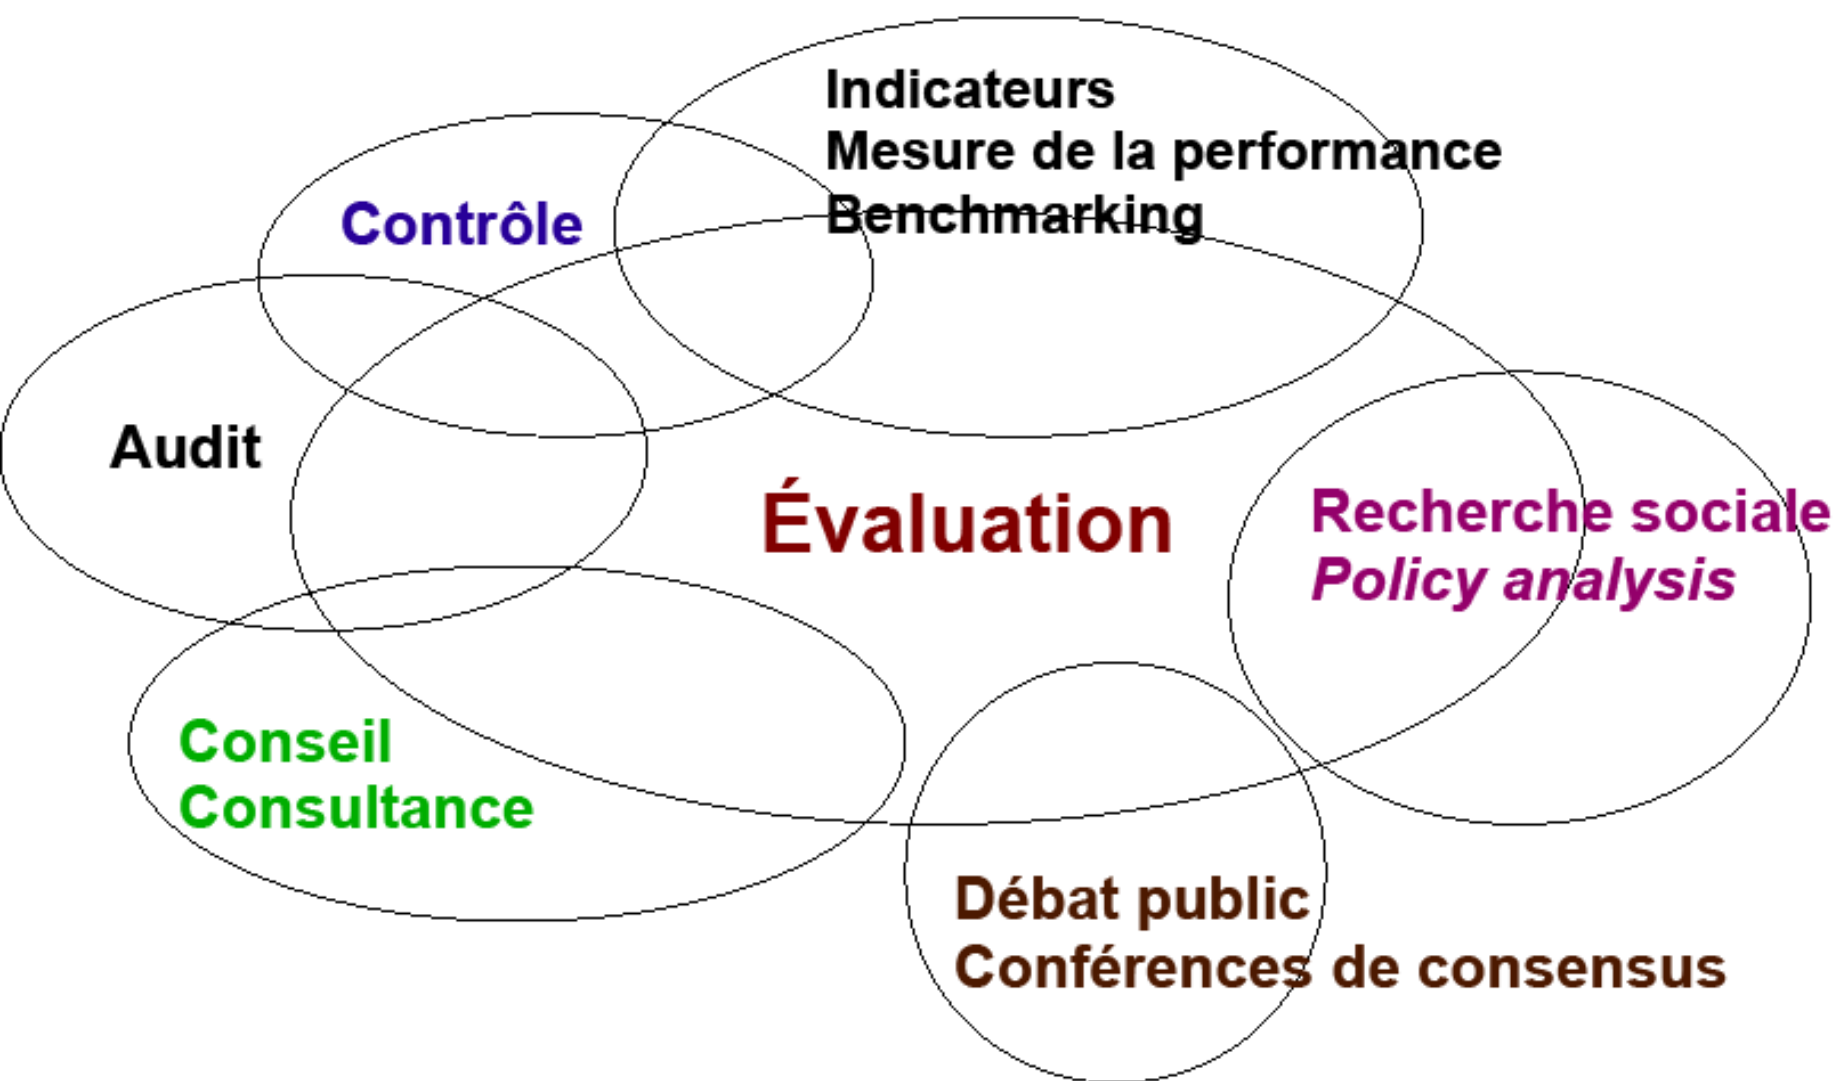 Indicateurs
Mesure de la performance
Benchmarking
Contrôle
Audit
Évaluation
Recherche sociale
Policy analysis
Conseil
Consultance
Débat public
Conférences de consensus